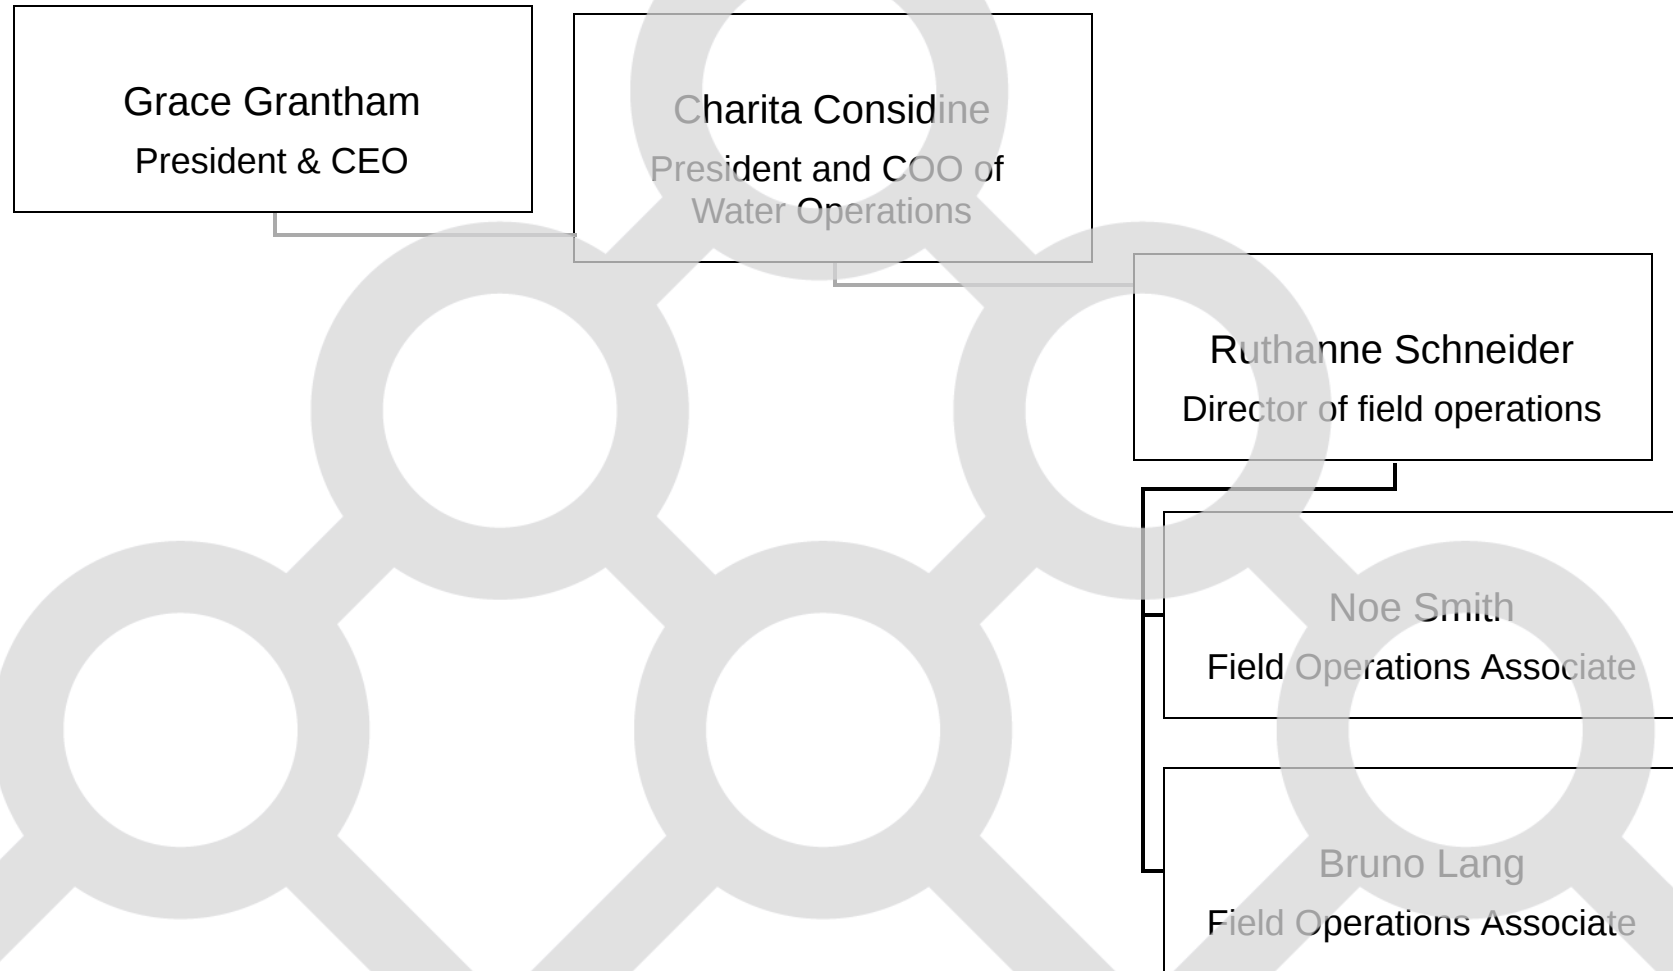 Grace Grantham
President & CEO
Charita Considine
President and COO of
Water Operations
Ruthanne Schneider
Director of field operations
Noe Smith
Field Operations Associate
Bruno Lang
Field Operations Associate